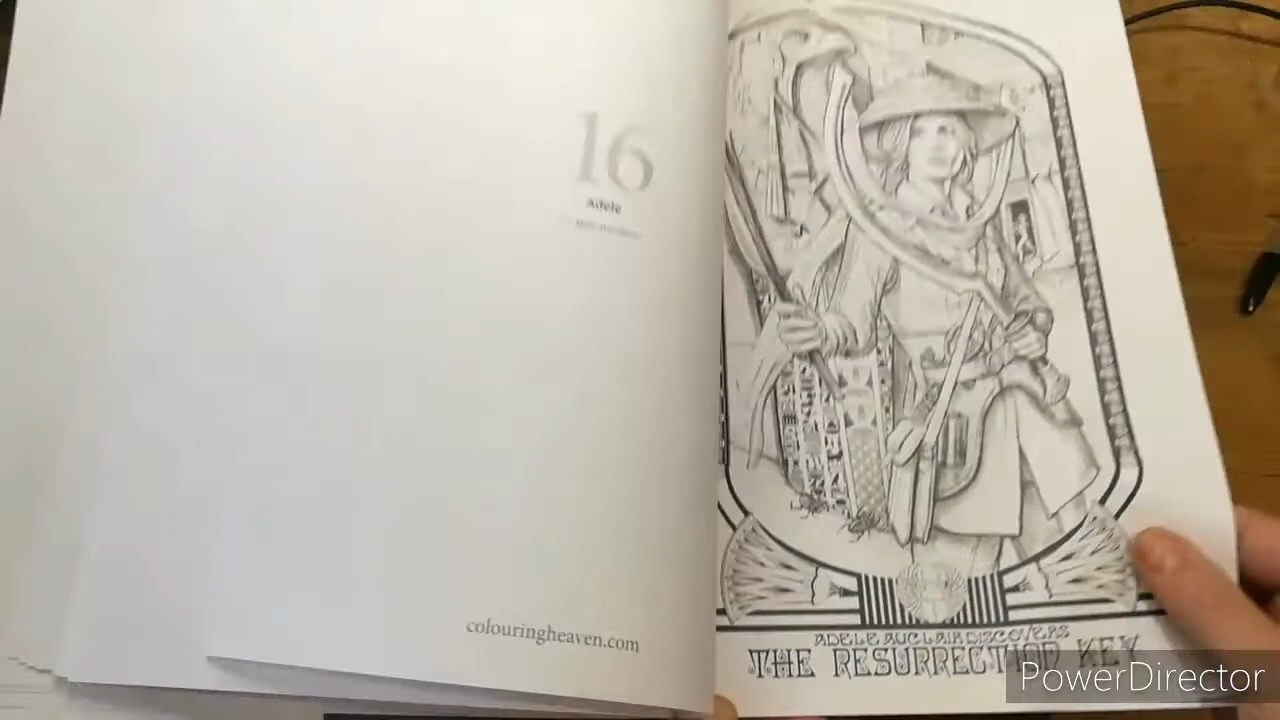 16
Adele
colouringheaven.com
ADELE AUCLAIR DISCOVERS
THE RESURRECTION KEY
PowerDirector